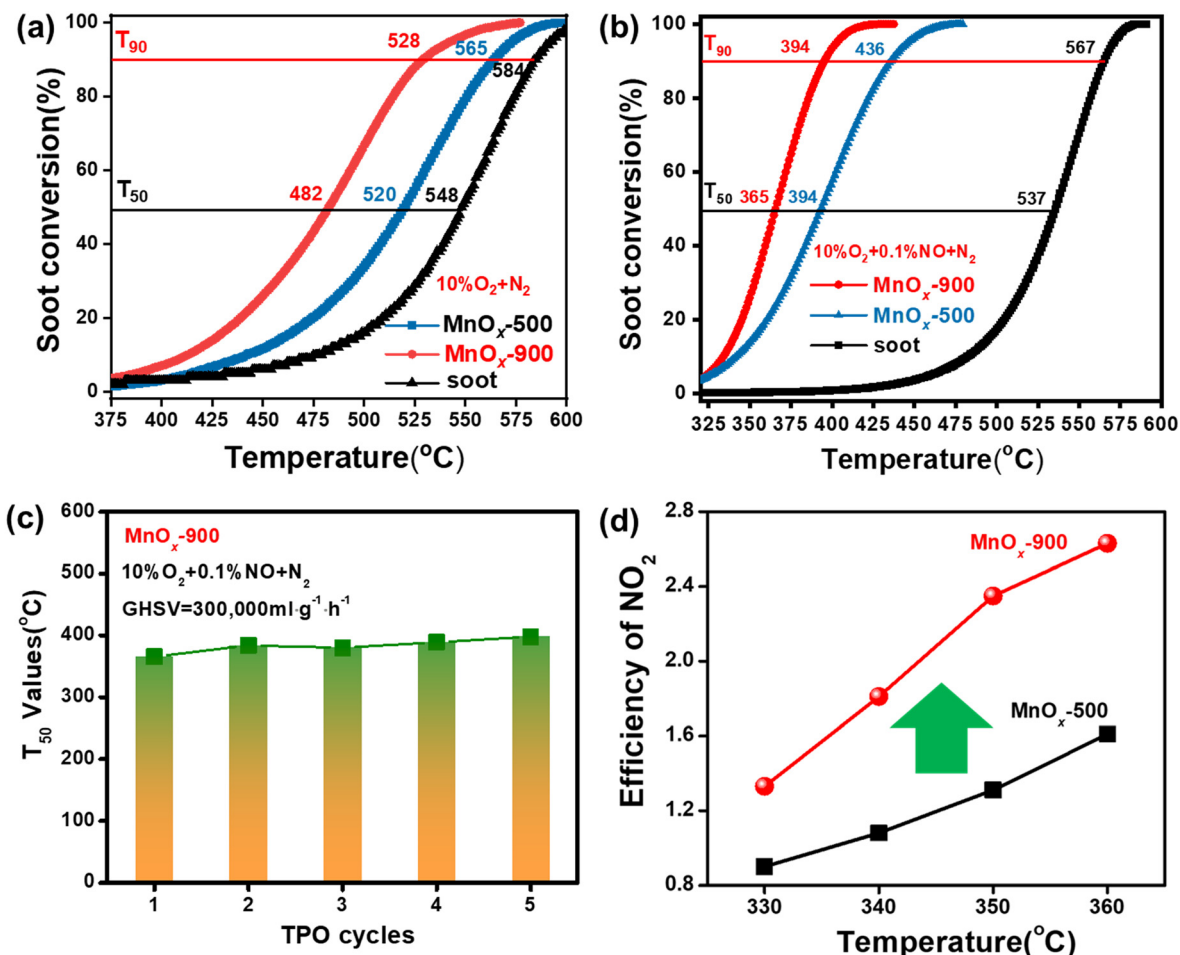 (a)
100
80
60
40
20
0
Soot conversion(%)
T90
528
565
584
T50
482
520
548
10%O2+N2
MnOx-500
MnOx-900
soot
375 400 425 450 475 500 525 550 575 600
Temperature(oC)
(b)
100
80
60
40
20
0
Soot conversion(%)
T90
394
436
567
T50
365
394
537
10%O2+0.1%NO+N2
MnOx-900
MnOx-500
soot
325 350 375 400 425 450 475 500 525 550 575 600
Temperature(oC)
(c)
600
500
400
300
200
100
0
T50 Values(oC)
MnOx-900
10%O2+0.1%NO+N2
GHSV=300,000ml·g-1·h-1
1 2 3 4 5
TPO cycles
(d)
2.8
2.4
2.0
1.6
1.2
0.8
Efficiency of NO2
MnOx-900
MnOx-500
330 340 350 360
Temperature(oC)